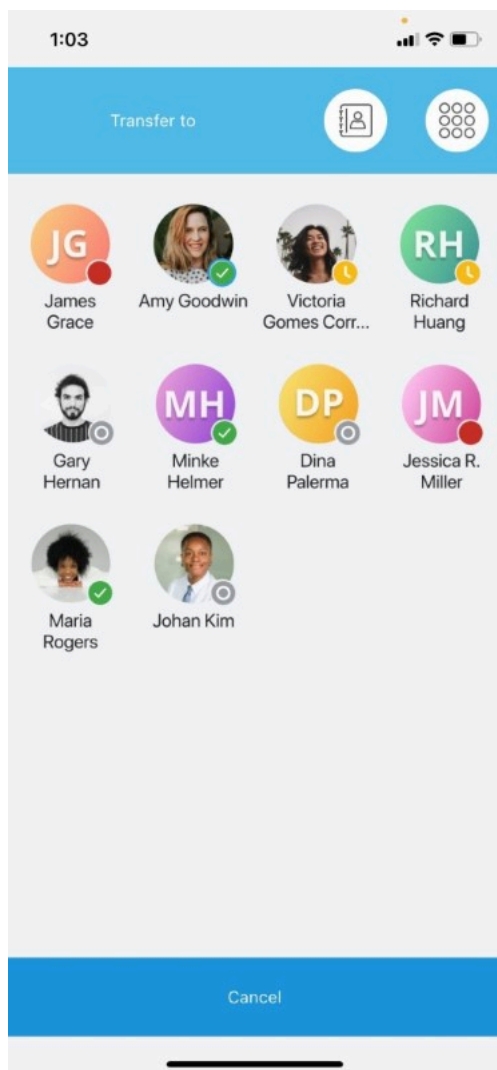 1:03
Transfer to
JG
RH
James
Grace
Amy Goodwin
Victoria
Gomes Corr...
Richard
Huang
MH
DP
JM
Gary
Hernan
Minke
Helmer
Dina
Palerma
Jessica R.
Miller
Maria
Rogers
Johan Kim
Cancel